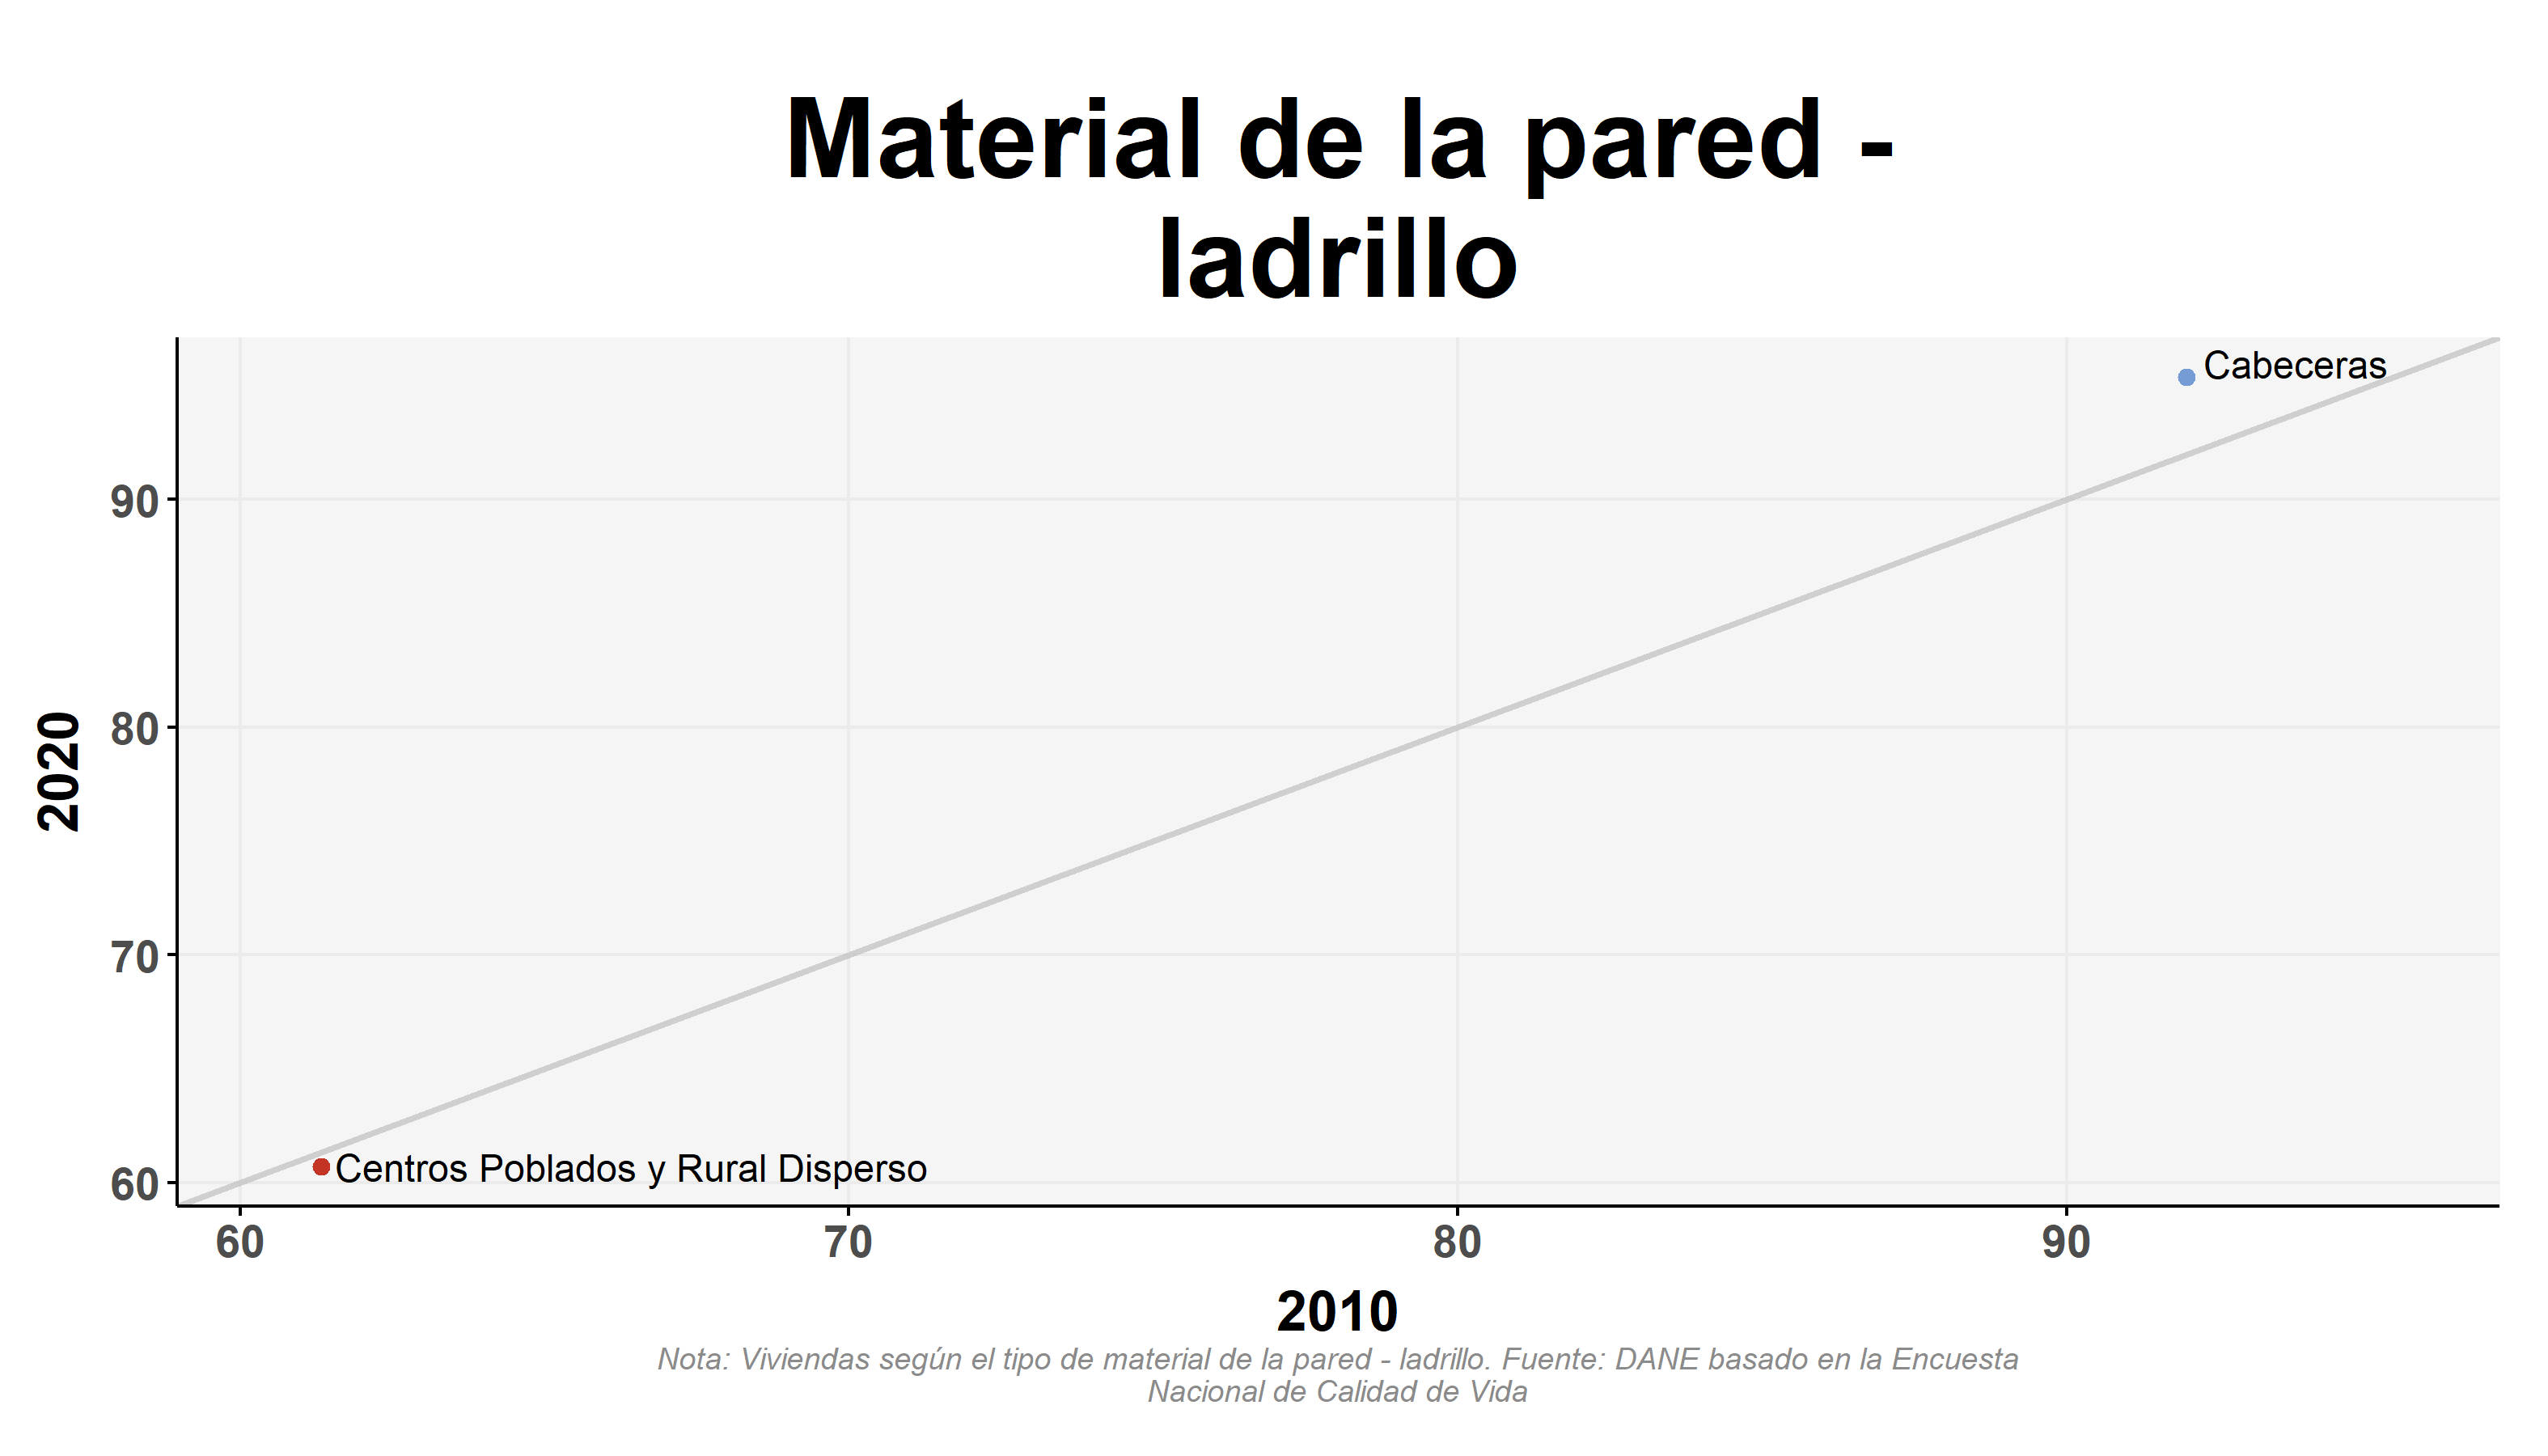 Material de la pared -
ladrillo
Cabeceras
90
80
70
60
2020
Centros Poblados y Rural Disperso
60
70
80
90
2010
Nota: Viviendas según el tipo de material de la pared - ladrillo. Fuente: DANE basado en la Encuesta
Nacional de Calidad de Vida